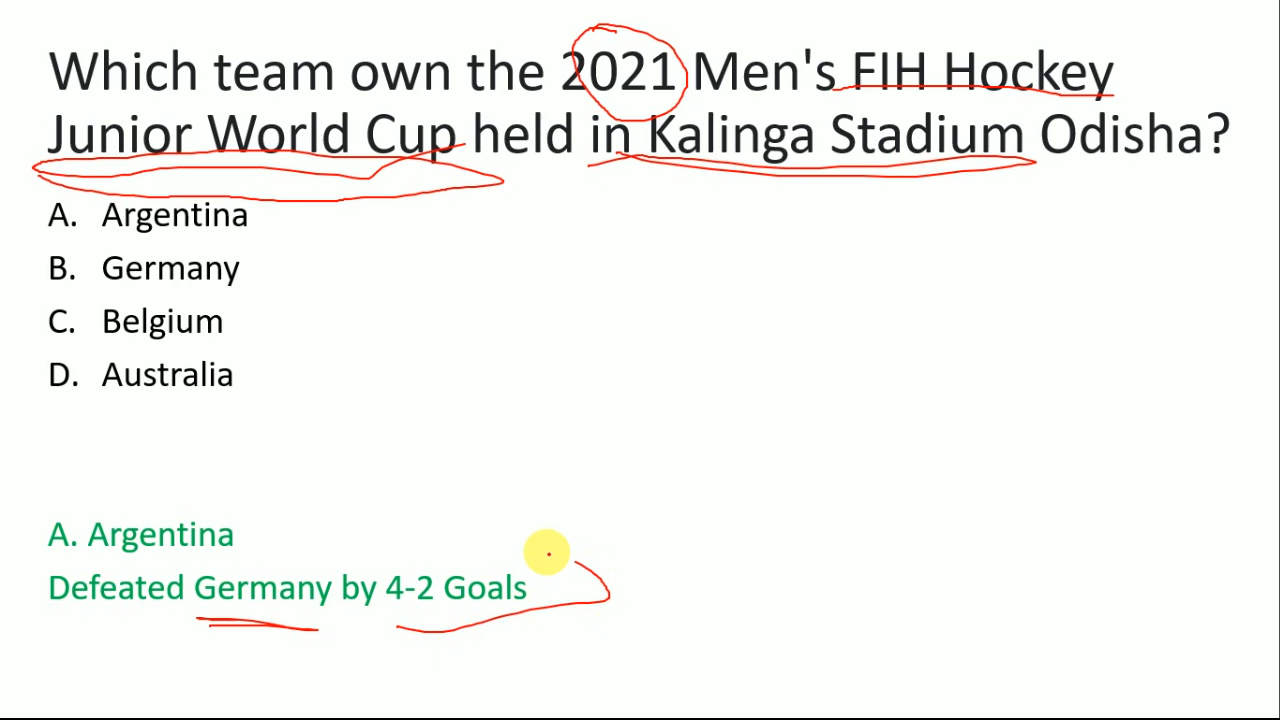 Which team own the 2021 Men's FIH Hockey
Junior World Cup held in Kalinga Stadium Odisha?
A. Argentina
B. Germany
C. Belgium
D. Australia
A. Argentina
Defeated Germany by 4-2 Goals